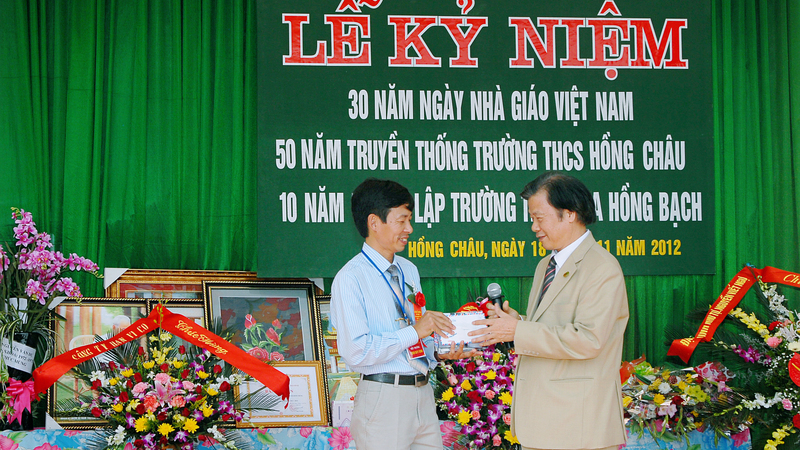 LỄ KỶ NIỆM
30 NĂM NGÀY NHÀ GIÁO VIỆT NAM
50 NĂM TRUYỀN THỐNG TRƯỜNG THCS HỒNG CHÂU
10 NĂM LẬP TRƯỜNG HỒNG BẠCH
HỒNG CHÂU, NGÀY 18 11 NĂM 2012